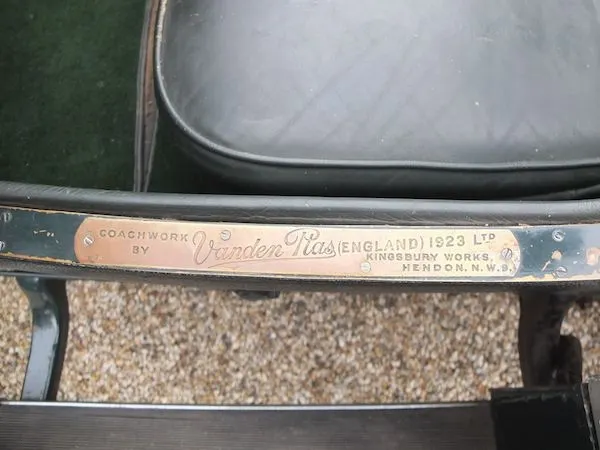 COACHWORK
BY
Vanden Plas (ENGLAND) 1923 LTD
KINGSBURY WORKS,
HENDON. N.W.9.